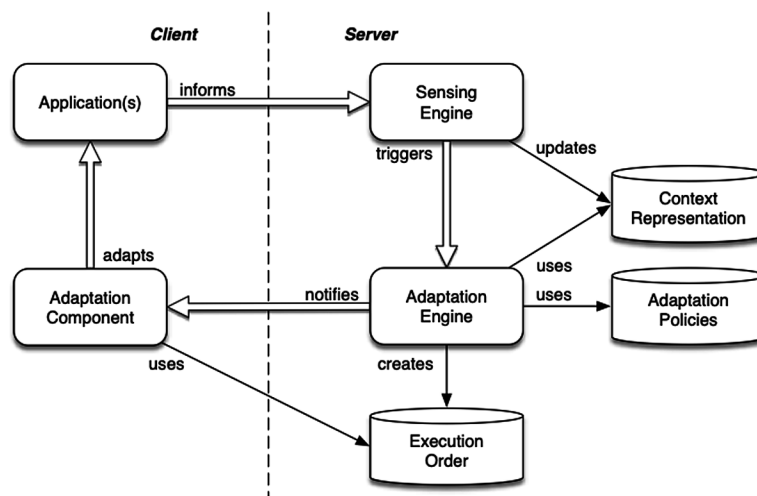 Client
Server
Application(s)
informs
Sensing
Engine
triggers
updates
Context
Representation
adapts
uses
Adaptation
Component
notifies
Adaptation
Engine
uses
Adaptation
Policies
uses
creates
Execution
Order